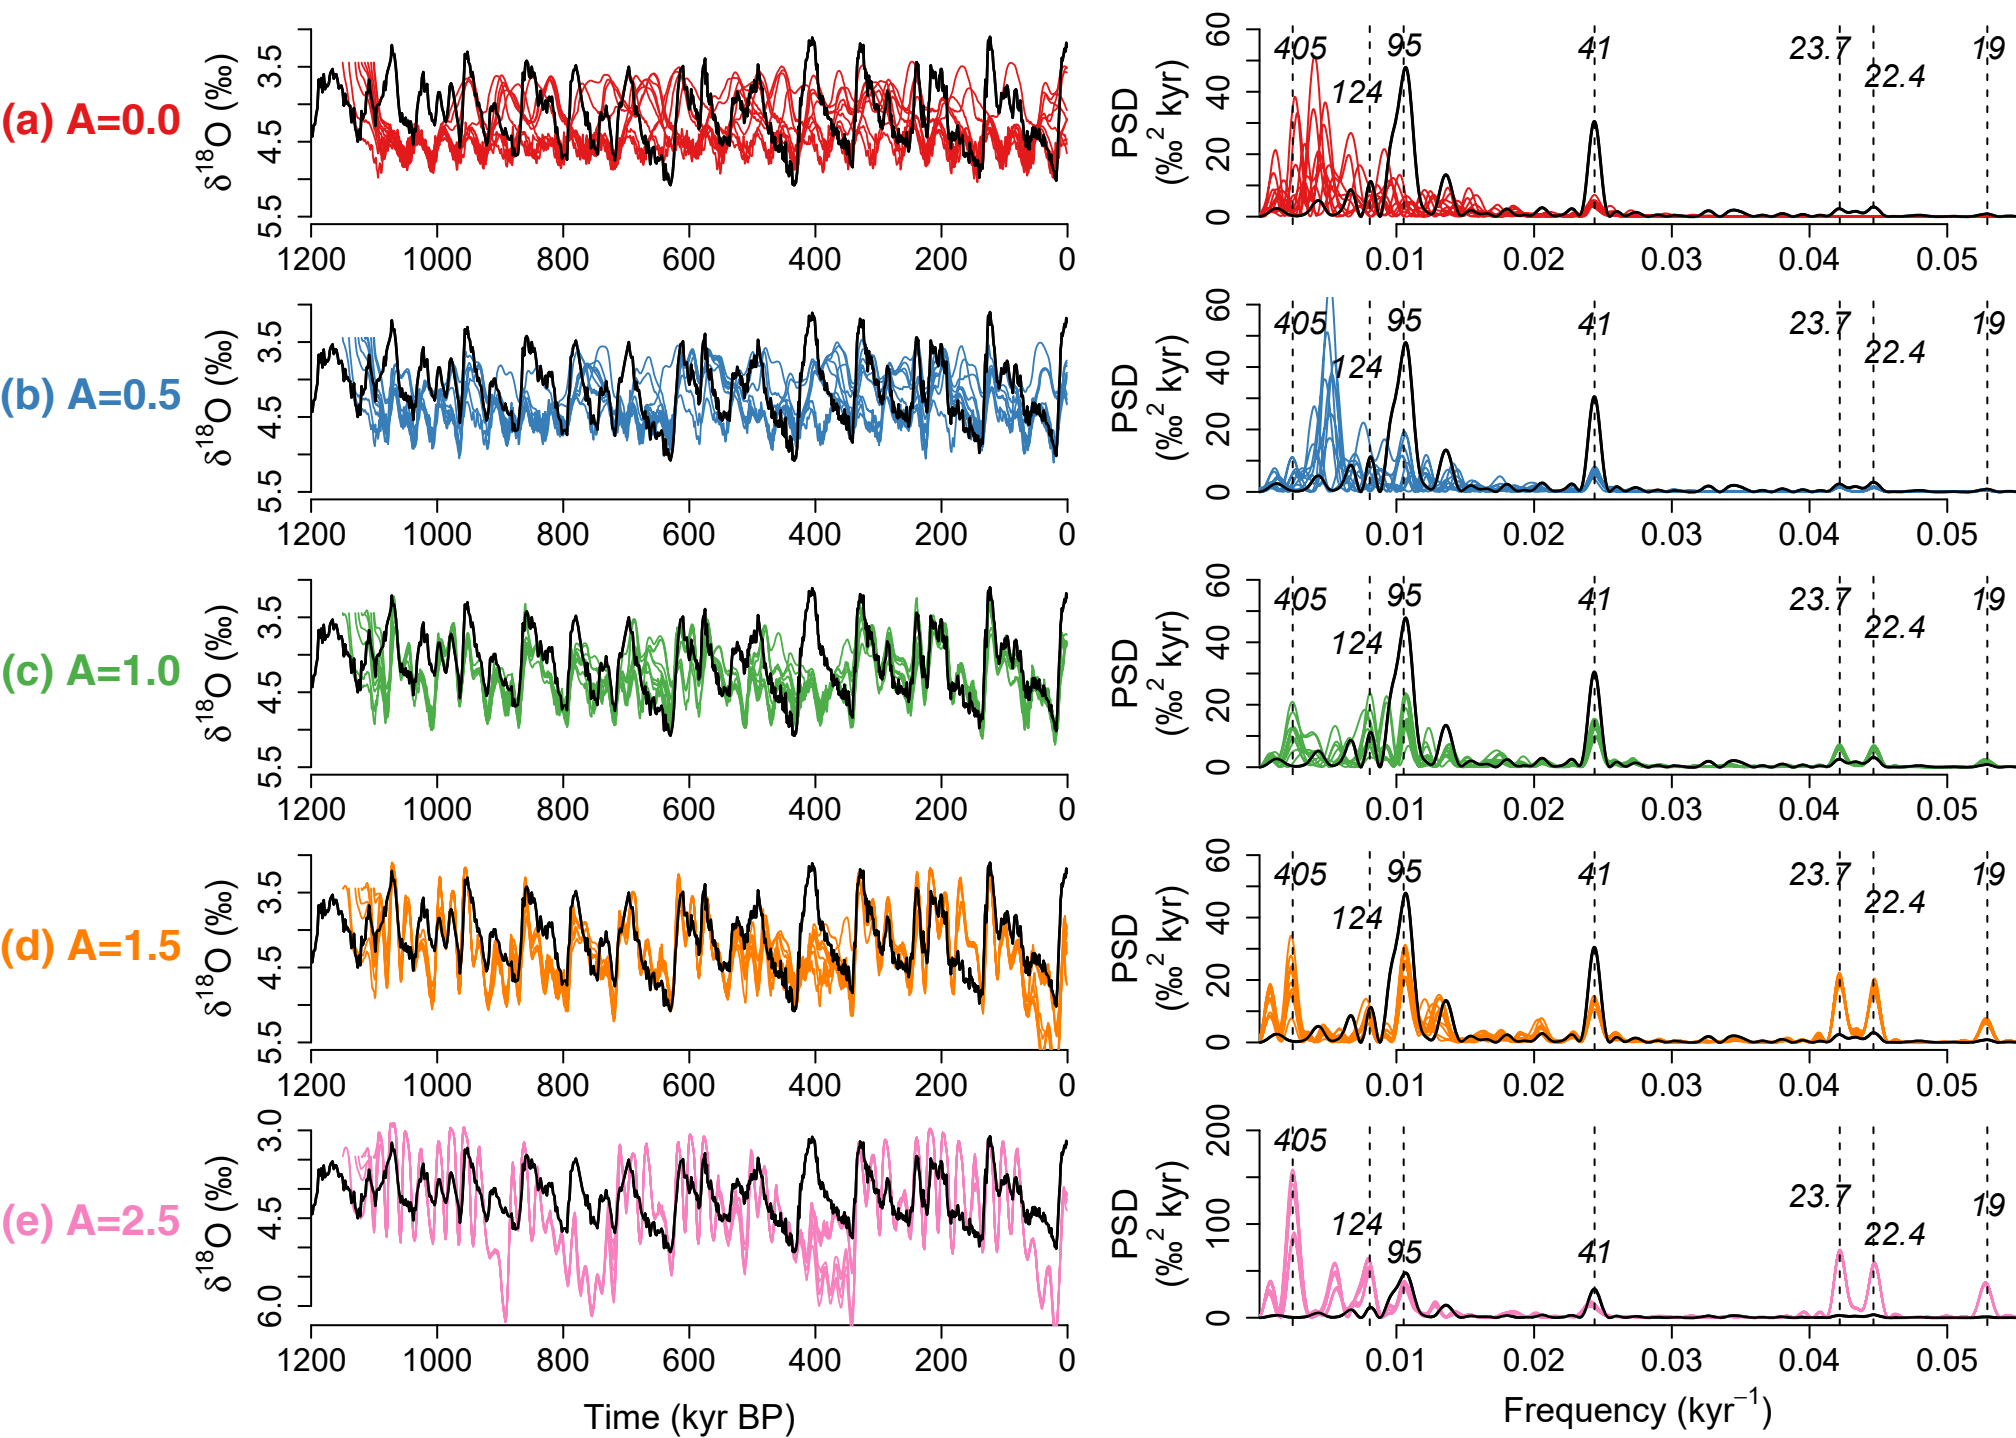 (a) A=0.0
δ18O (‰)
3.5
4.5
5.5
1200 1000 800 600 400 200 0
PSD
(‰2 kyr)
0 20 40 60
405 124 95 41 23.7 22.4 19
0.01 0.02 0.03 0.04 0.05
(b) A=0.5
δ18O (‰)
3.5
4.5
5.5
1200 1000 800 600 400 200 0
PSD
(‰2 kyr)
0 20 40 60
405 124 95 41 23.7 22.4 19
0.01 0.02 0.03 0.04 0.05
(c) A=1.0
δ18O (‰)
3.5
4.5
5.5
1200 1000 800 600 400 200 0
PSD
(‰2 kyr)
0 20 40 60
405 124 95 41 23.7 22.4 19
0.01 0.02 0.03 0.04 0.05
(d) A=1.5
δ18O (‰)
3.5
4.5
5.5
1200 1000 800 600 400 200 0
PSD
(‰2 kyr)
0 20 40 60
405 124 95 41 23.7 22.4 19
0.01 0.02 0.03 0.04 0.05
(e) A=2.5
δ18O (‰)
3.0
4.5
6.0
1200 1000 800 600 400 200 0
Time (kyr BP)
PSD
(‰2 kyr)
0 100 200
405 124 95 41 23.7 22.4 19
0.01 0.02 0.03 0.04 0.05
Frequency (kyr−1)